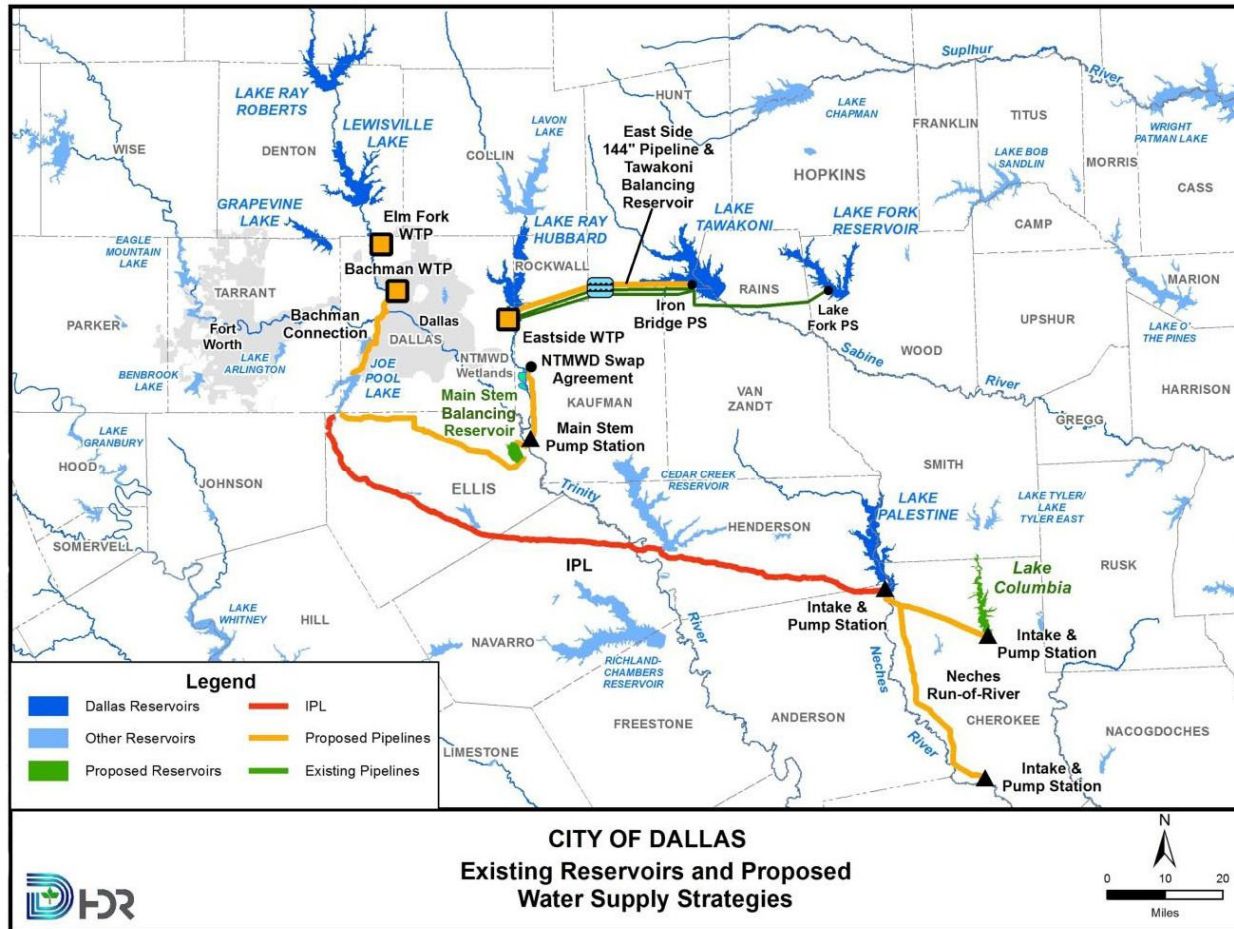 Suplhur
River
LAKE RAY
ROBERTS
HUNT
LAKE
CHAPMAN
FRANKLIN
TITUS
WRIGHT
PATMAN LAKE
LEWISVILLE
LAKE
LAVON
LAKE
WISE
DENTON
COLLIN
East Side
144" Pipeline &
Tawakoni
Balancing
Reservoir
HOPKINS
LAKE BOB
SANDLIN
MORRIS
CASS
GRAPEVINE
LAKE
Elm Fork
WTP
LAKE RAY
HUBBARD
LAKE
TAWAKONI
LAKE FORK
RESERVOIR
CAMP
EAGLE
MOUNTAIN
LAKE
Bachman WTP
ROCKWALL
RAINS
MARION
TARRANT
Bachman
Connection
Dallas
DALLAS
Iron
Bridge PS
Lake
Fork PS
UPSHUR
LAKE O'
THE PINES
PARKER
Fort
Worth
LAKE
ARLINGTON
Eastside WTP
Sabine
River
WOOD
BENBROOK
LAKE
JOE
POOL
LAKE
NTMWD
Wetlands
NTMWD Swap
Agreement
HARRISON
Main Stem
Balancing
Reservoir
KAUFMAN
VAN
ZANDT
GREGG
Main Stem
Pump Station
LAKE
GRANBURY
HOOD
JOHNSON
ELLIS
Trinity
River
CEDAR CREEK
RESERVOIR
SMITH
LAKE
PALESTINE
LAKE TYLER/
LAKE
TYLER EAST
HENDERSON
SOMERVELL
IPL
Lake
Columbia
RUSK
LAKE
WHITNEY
HILL
NAVARRO
RICHLAND-
CHAMBERS
RESERVOIR
Intake &
Pump Station
Intake &
Pump Station
Neches
River
Neches
Run-of-River
CHEROKEE
ANDERSON
FREESTONE
LIMESTONE
NACOGDOCHES
Intake &
Pump Station
Legend
Dallas Reservoirs
IPL
Other Reservoirs
Proposed Pipelines
Proposed Reservoirs
Existing Pipelines
CITY OF DALLAS
Existing Reservoirs and Proposed
Water Supply Strategies
HDR
N
0 10 20
Miles